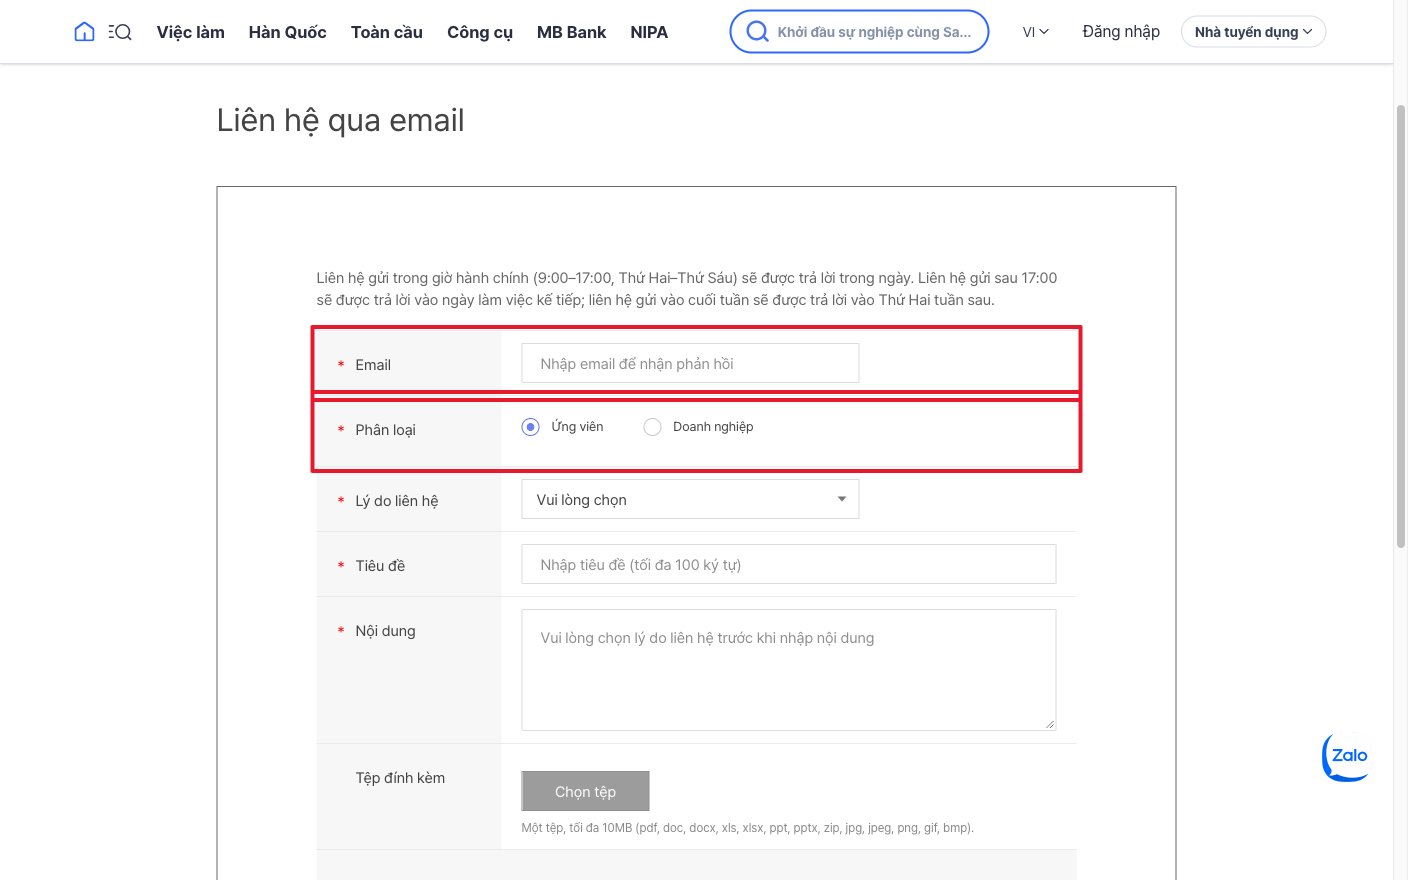 Việc làm
Hàn Quốc
Toàn cầu
Công cụ
MB Bank
NIPA
Khởi đầu sự nghiệp cùng Sa...
VI
Đăng nhập
Nhà tuyển dụng
Liên hệ qua email
Liên hệ gửi trong giờ hành chính (9:00–17:00, Thứ Hai–Thứ Sáu) sẽ được trả lời trong ngày. Liên hệ gửi sau 17:00
sẽ được trả lời vào ngày làm việc kế tiếp; liên hệ gửi vào cuối tuần sẽ được trả lời vào Thứ Hai tuần sau.
* Email
Nhập email để nhận phản hồi
* Phân loại
Ứng viên
Doanh nghiệp
* Lý do liên hệ
Vui lòng chọn
* Tiêu đề
Nhập tiêu đề (tối đa 100 ký tự)
* Nội dung
Vui lòng chọn lý do liên hệ trước khi nhập nội dung
Tệp đính kèm
Chọn tệp
Một tệp, tối đa 10MB (pdf, doc, docx, xls, xlsx, ppt, pptx, zip, jpg, jpeg, png, gif, bmp).
Zalo